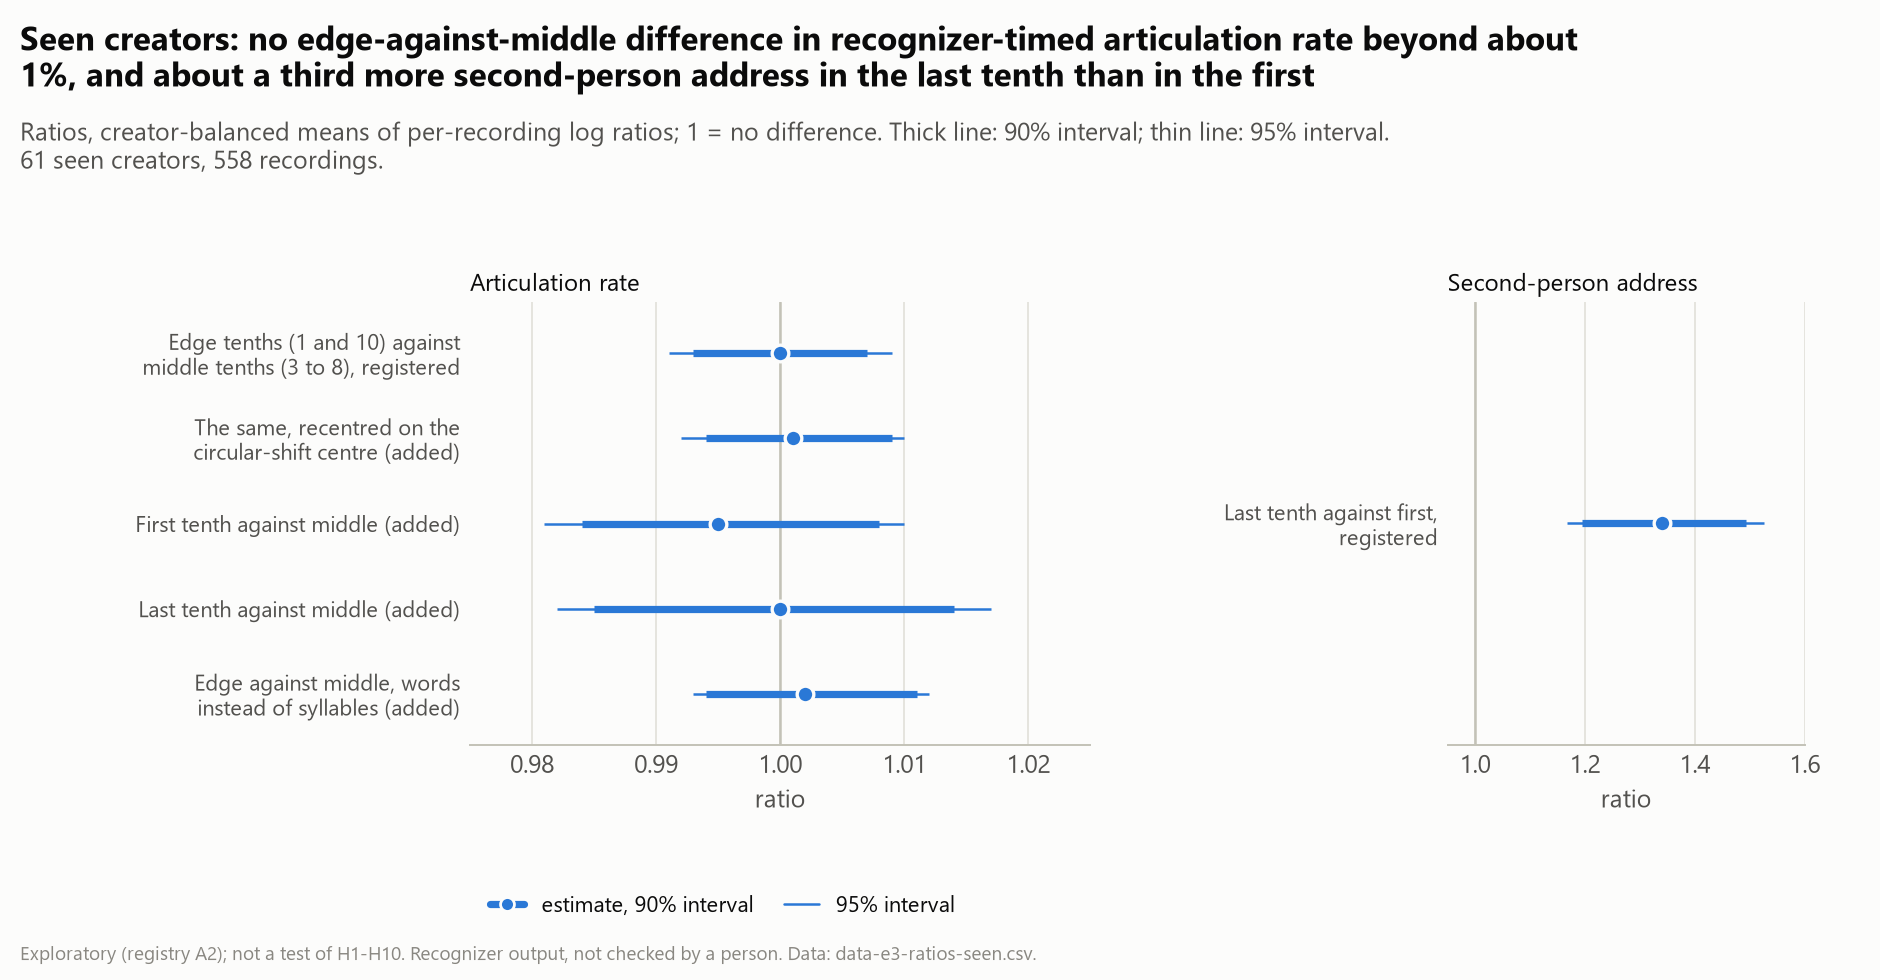 Seen creators: no edge-against-middle difference in recognizer-timed articulation rate beyond about
1%, and about a third more second-person address in the last tenth than in the first
Ratios, creator-balanced means of per-recording log ratios; 1 = no difference. Thick line: 90% interval; thin line: 95% interval.
61 seen creators, 558 recordings.
Articulation rate
Edge tenths (1 and 10) against
middle tenths (3 to 8), registered
The same, recentred on the
circular-shift centre (added)
First tenth against middle (added)
Last tenth against middle (added)
Edge against middle, words
instead of syllables (added)
0.98 0.99 1.00 1.01 1.02
ratio
Second-person address
Last tenth against first,
registered
1.0 1.2 1.4 1.6
ratio
estimate, 90% interval 95% interval
Exploratory (registry A2); not a test of H1-H10. Recognizer output, not checked by a person. Data: data-e3-ratios-seen.csv.